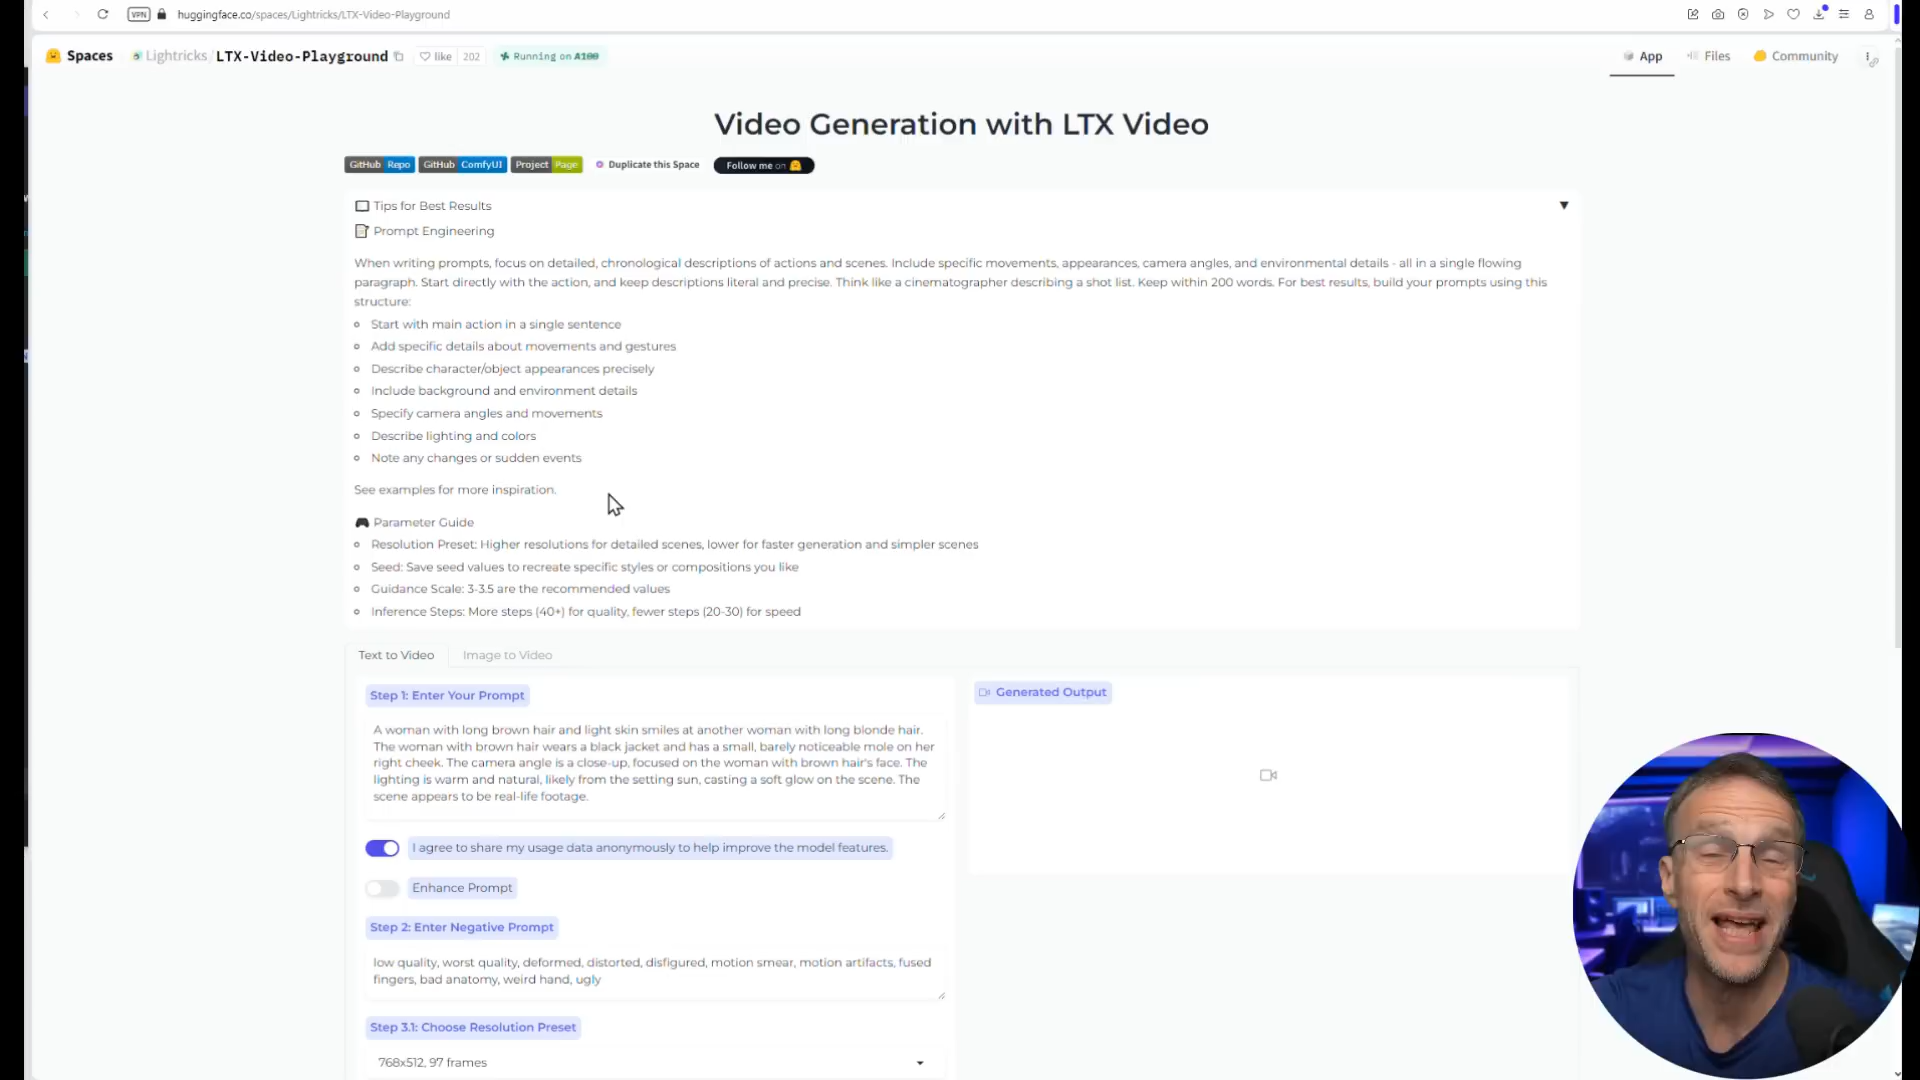 VPN
huggingface.co/spaces/Lightricks/LTX-Video-Playground
Spaces
Lightricks/LTX-Video-Playground
like 202
Running on A100
App
Files
Community
Video Generation with LTX Video
GitHub Repo
GitHub ComfyUI
Project Page
Duplicate this Space
Follow me on
Tips for Best Results
Prompt Engineering
When writing prompts, focus on detailed, chronological descriptions of actions and scenes. Include specific movements, appearances, camera angles, and environmental details - all in a single flowing
paragraph. Start directly with the action, and keep descriptions literal and precise. Think like a cinematographer describing a shot list. Keep within 200 words. For best results, build your prompts using this
structure:
Start with main action in a single sentence
Add specific details about movements and gestures
Describe character/object appearances precisely
Include background and environment details
Specify camera angles and movements
Describe lighting and colors
Note any changes or sudden events
See examples for more inspiration.
Parameter Guide
Resolution Preset: Higher resolutions for detailed scenes, lower for faster generation and simpler scenes
Seed: Save seed values to recreate specific styles or compositions you like
Guidance Scale: 3-3.5 are the recommended values
Inference Steps: More steps (40+) for quality, fewer steps (20-30) for speed
Text to Video
Image to Video
Step 1: Enter Your Prompt
A woman with long brown hair and light skin smiles at another woman with long blonde hair.
The woman with brown hair wears a black jacket and has a small, barely noticeable mole on her
right cheek. The camera angle is a close-up, focused on the woman with brown hair's face. The
lighting is warm and natural, likely from the setting sun, casting a soft glow on the scene. The
scene appears to be real-life footage.
I agree to share my usage data anonymously to help improve the model features.
Enhance Prompt
Step 2: Enter Negative Prompt
low quality, worst quality, deformed, distorted, disfigured, motion smear, motion artifacts, fused
fingers, bad anatomy, weird hand, ugly
Step 3.1: Choose Resolution Preset
768x512, 97 frames
Generated Output